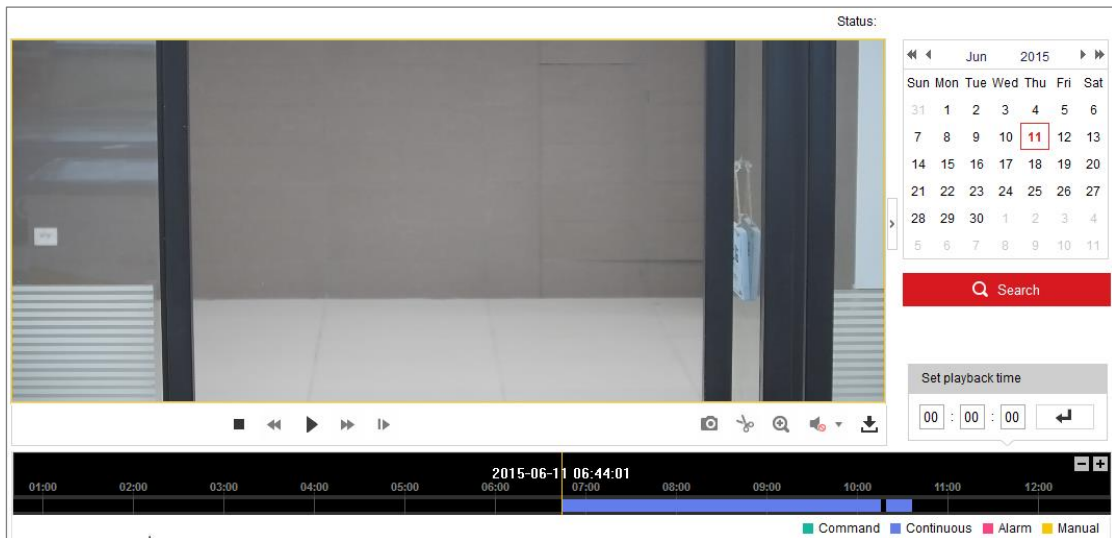 Status:
Jun 2015
Sun Mon Tue Wed Thu Fri Sat
31 1 2 3 4 5 6
7 8 9 10 11 12 13
14 15 16 17 18 19 20
21 22 23 24 25 26 27
28 29 30 1 2 3 4
5 6 7 8 9 10 11
Search
Set playback time
00 : 00 : 00
2015-06-11 06:44:01
01:00 02:00 03:00 04:00 05:00 06:00 07:00 08:00 09:00 10:00 11:00 12:00
Command Continuous Alarm Manual